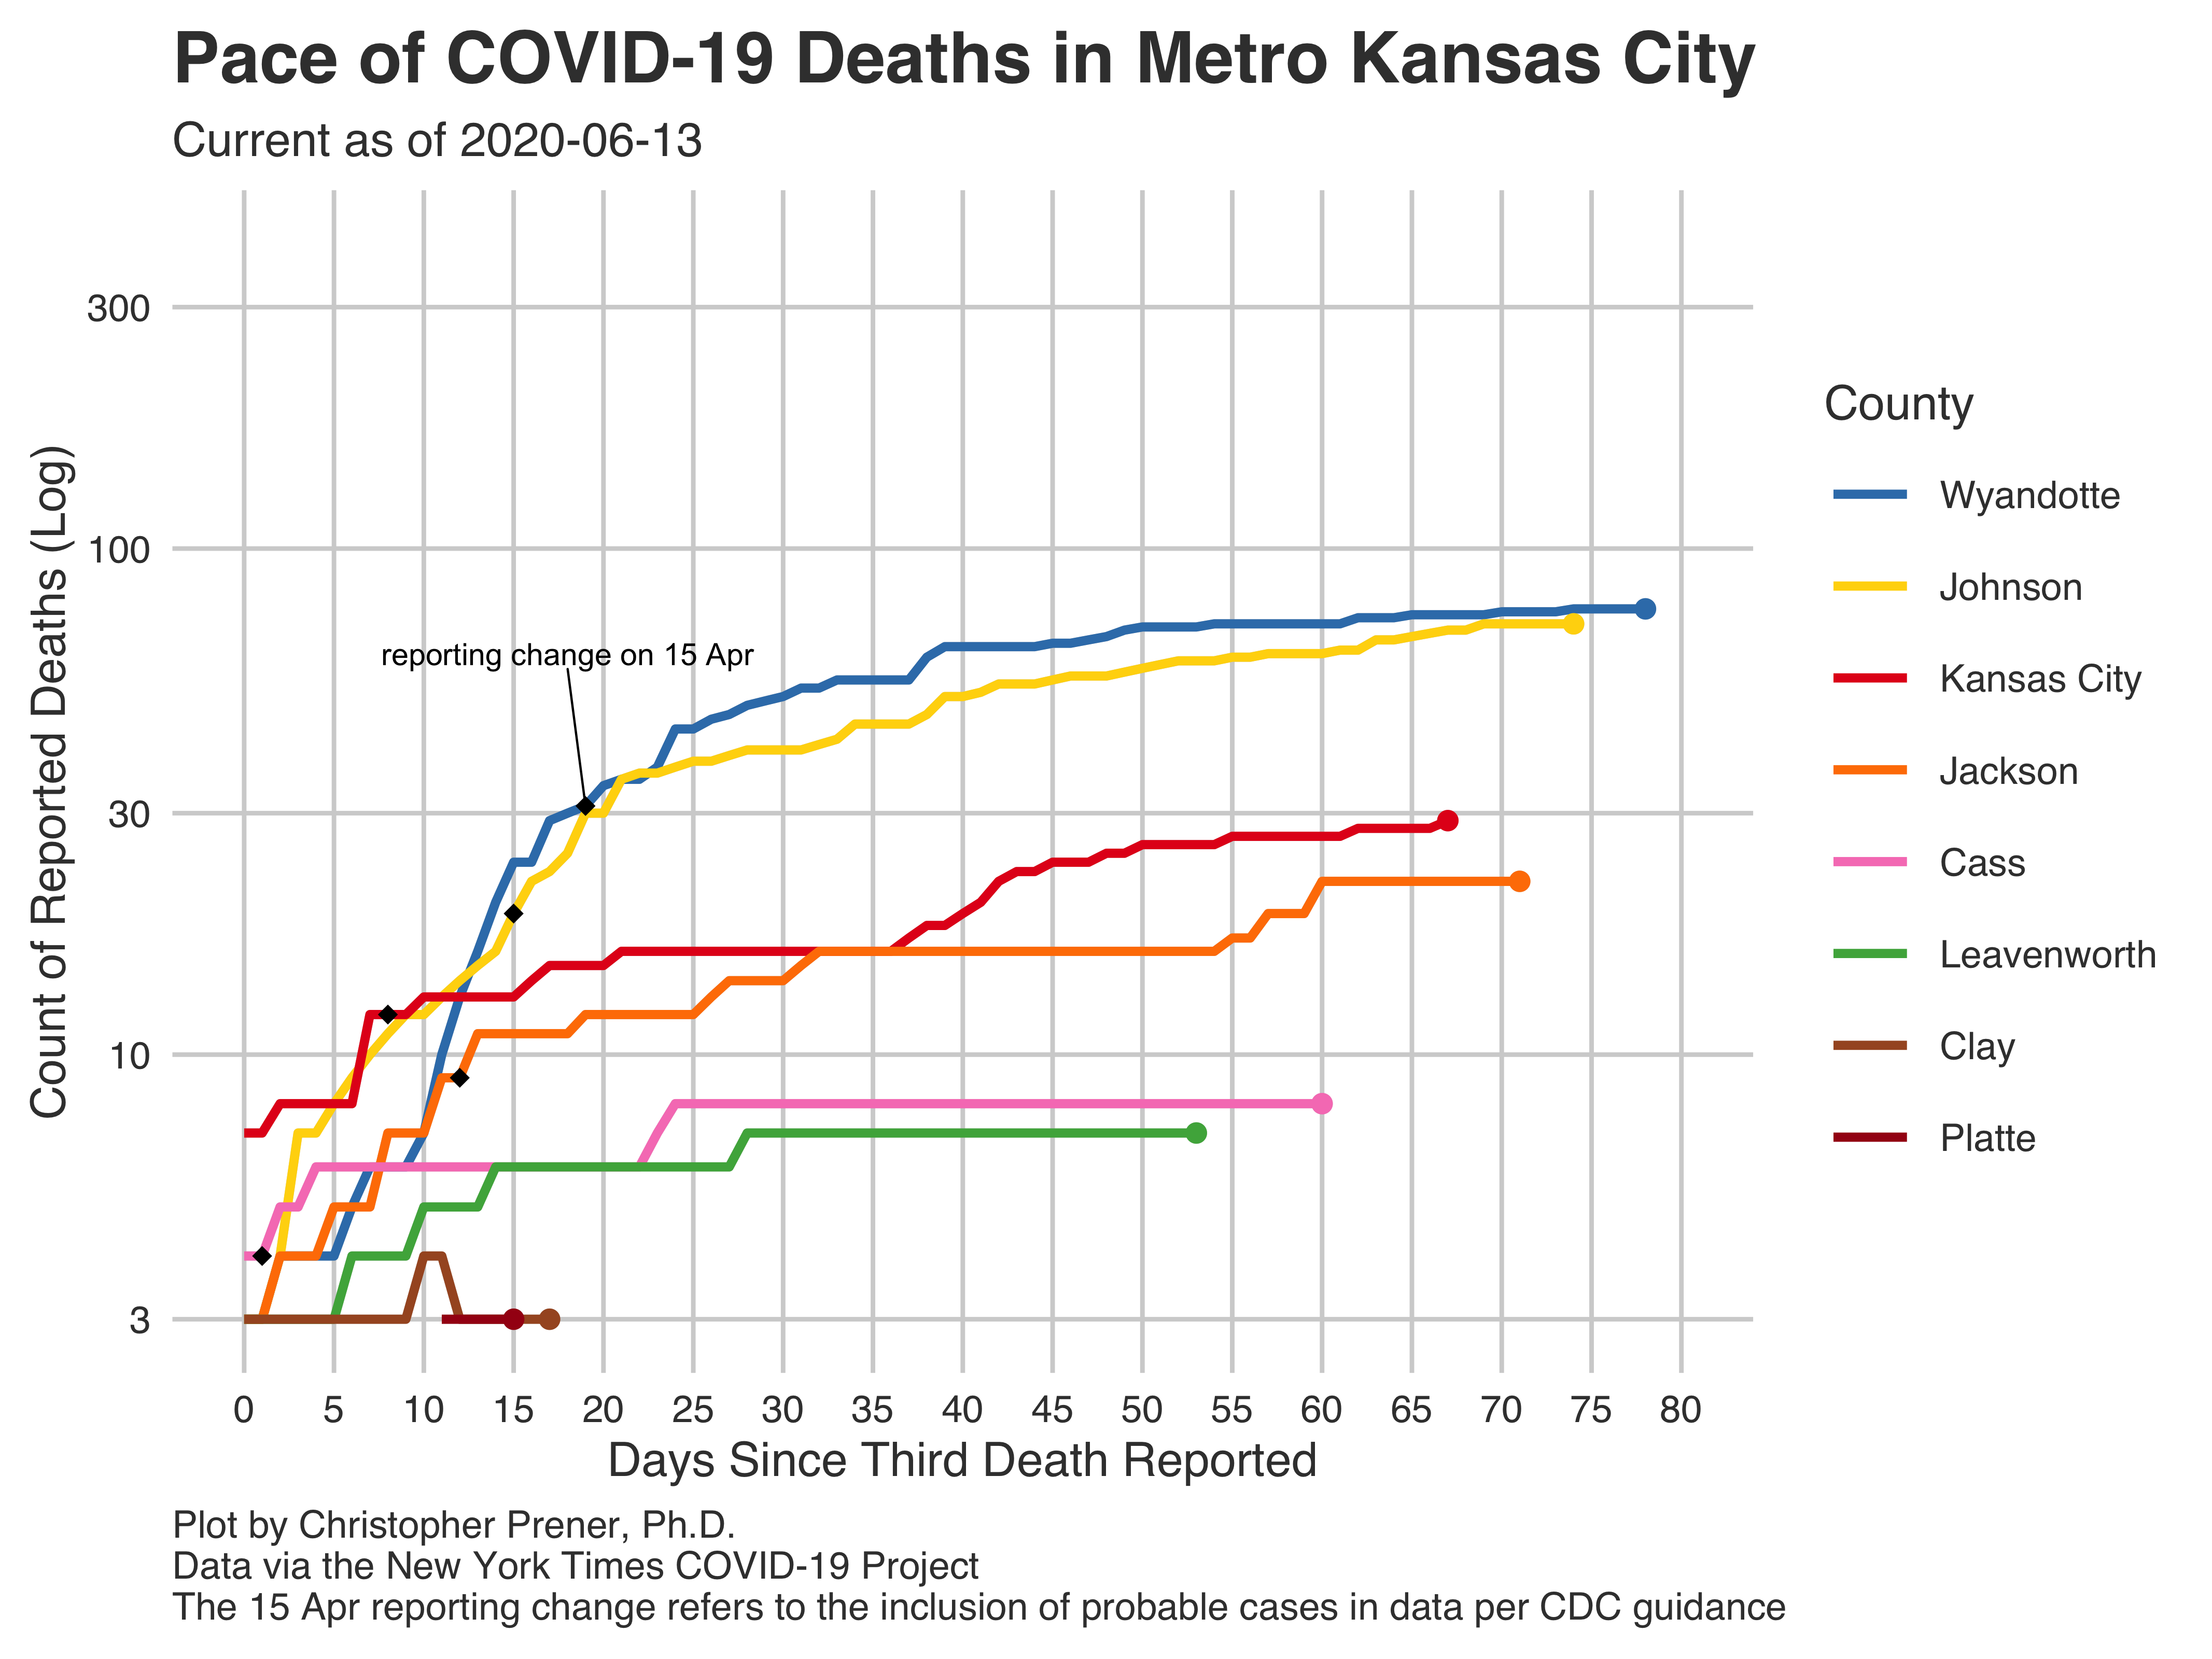 Pace of COVID-19 Deaths in Metro Kansas City
Current as of 2020-06-13
Count of Reported Deaths (Log)
300
100
30
10
3
reporting change on 15 Apr
0 5 10 15 20 25 30 35 40 45 50 55 60 65 70 75 80
Days Since Third Death Reported
County
Wyandotte
Johnson
Kansas City
Jackson
Cass
Leavenworth
Clay
Platte
Plot by Christopher Prener, Ph.D.
Data via the New York Times COVID-19 Project
The 15 Apr reporting change refers to the inclusion of probable cases in data per CDC guidance